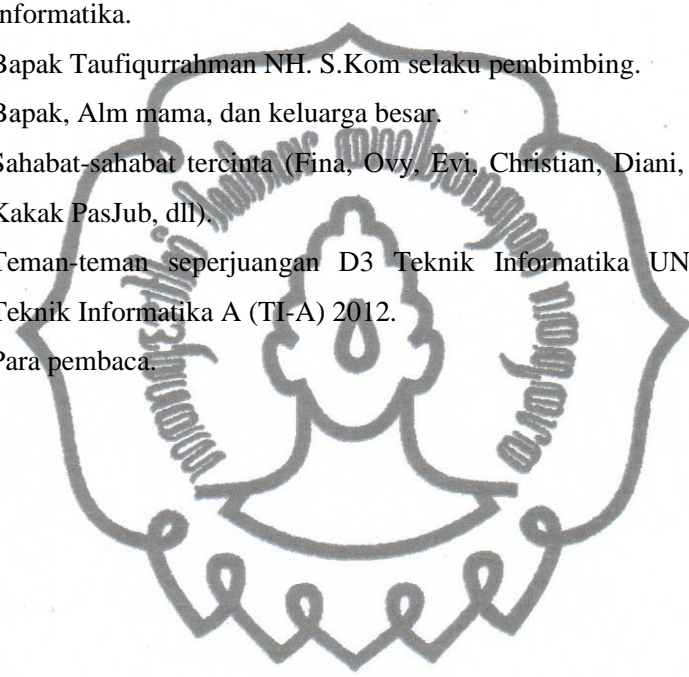 Informatika.
Bapak Taufiqurrahman NH. S.Kom selaku pembimbing.
Bapak, Alm mama, dan keluarga besar.
Sahabat-sahabat tercinta (Fina, Ovy, Evi, Christian, Diani,
Kakak PasJub, dll).
Teman-teman seperjuangan D3 Teknik Informatika UN
Teknik Informatika A (TI-A) 2012.
Para pembaca.